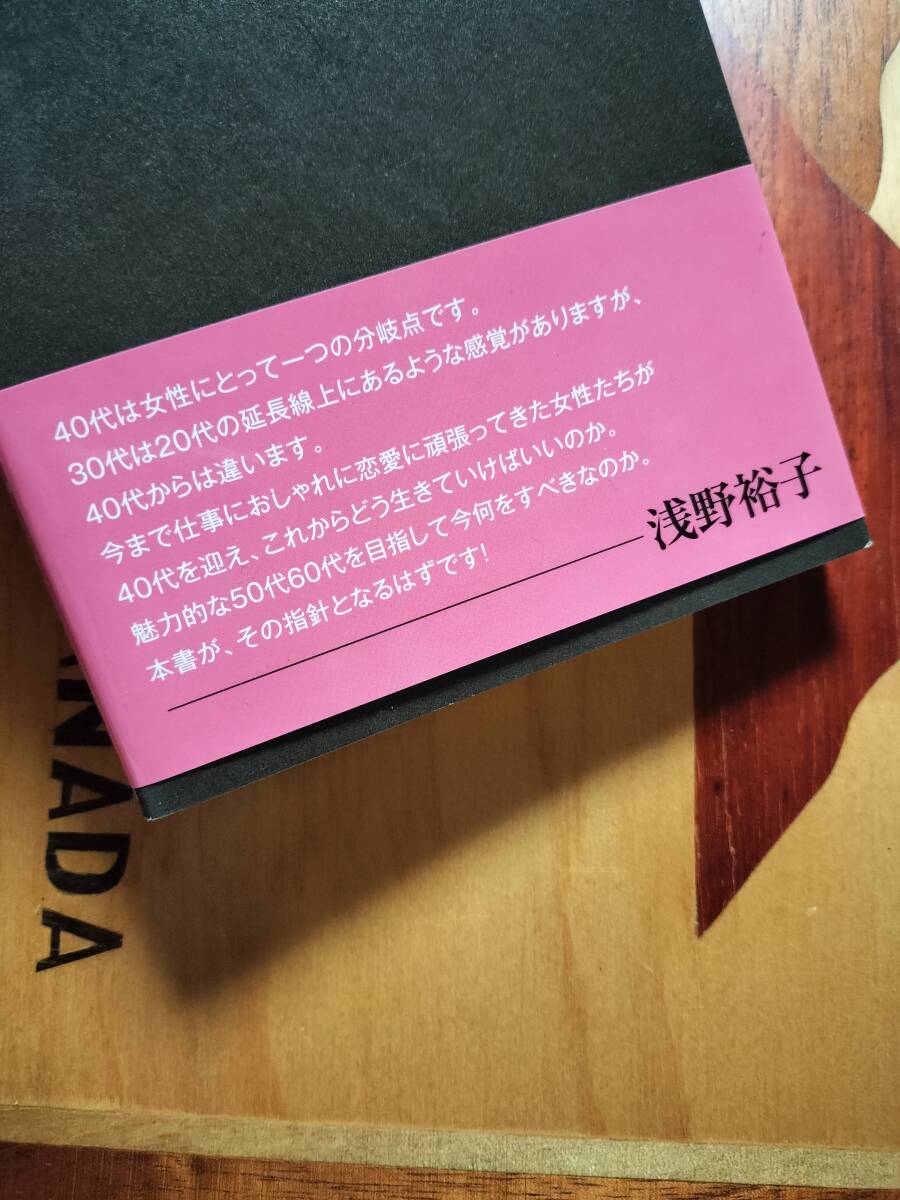 40代は女性にとって一つの分岐点です。
30代は20代の延長線上にあるような感覚がありますが、
40代からは違います。
今まで仕事におしゃれに恋愛に頑張ってきた女性たちが
40代を迎え、これからどう生きていけばいいのか。
魅力的な50代60代を目指して今何をすべきなのか。
本書が、その指針となるはずです!
浅野裕子
ANADA